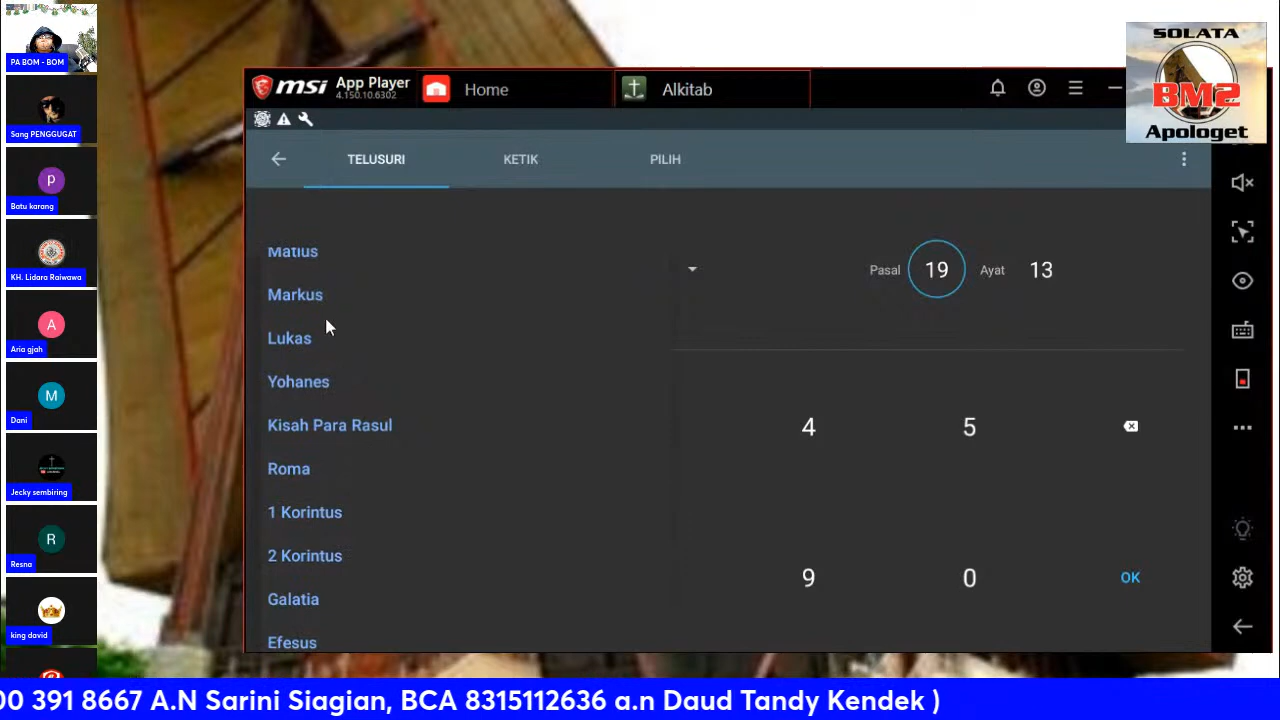 PA BOM - BOM
Sang PENGGUGAT
P
Batu karang
KH. Lidara Raiwawa
A
Aria gjah
M
Dani
Jecky sembiring
R
Resna
king david
msi App Player
4.150.10.6302
Home
Alkitab
SOLATA
BM2
Apologet
TELUSURI
KETIK
PILIH
Matius
Markus
Lukas
Yohanes
Kisah Para Rasul
Roma
1 Korintus
2 Korintus
Galatia
Efesus
Pasal 19 Ayat 13
4 5
9 0 OK
00 391 8667 A.N Sarini Siagian, BCA 8315112636 a.n Daud Tandy Kendek )